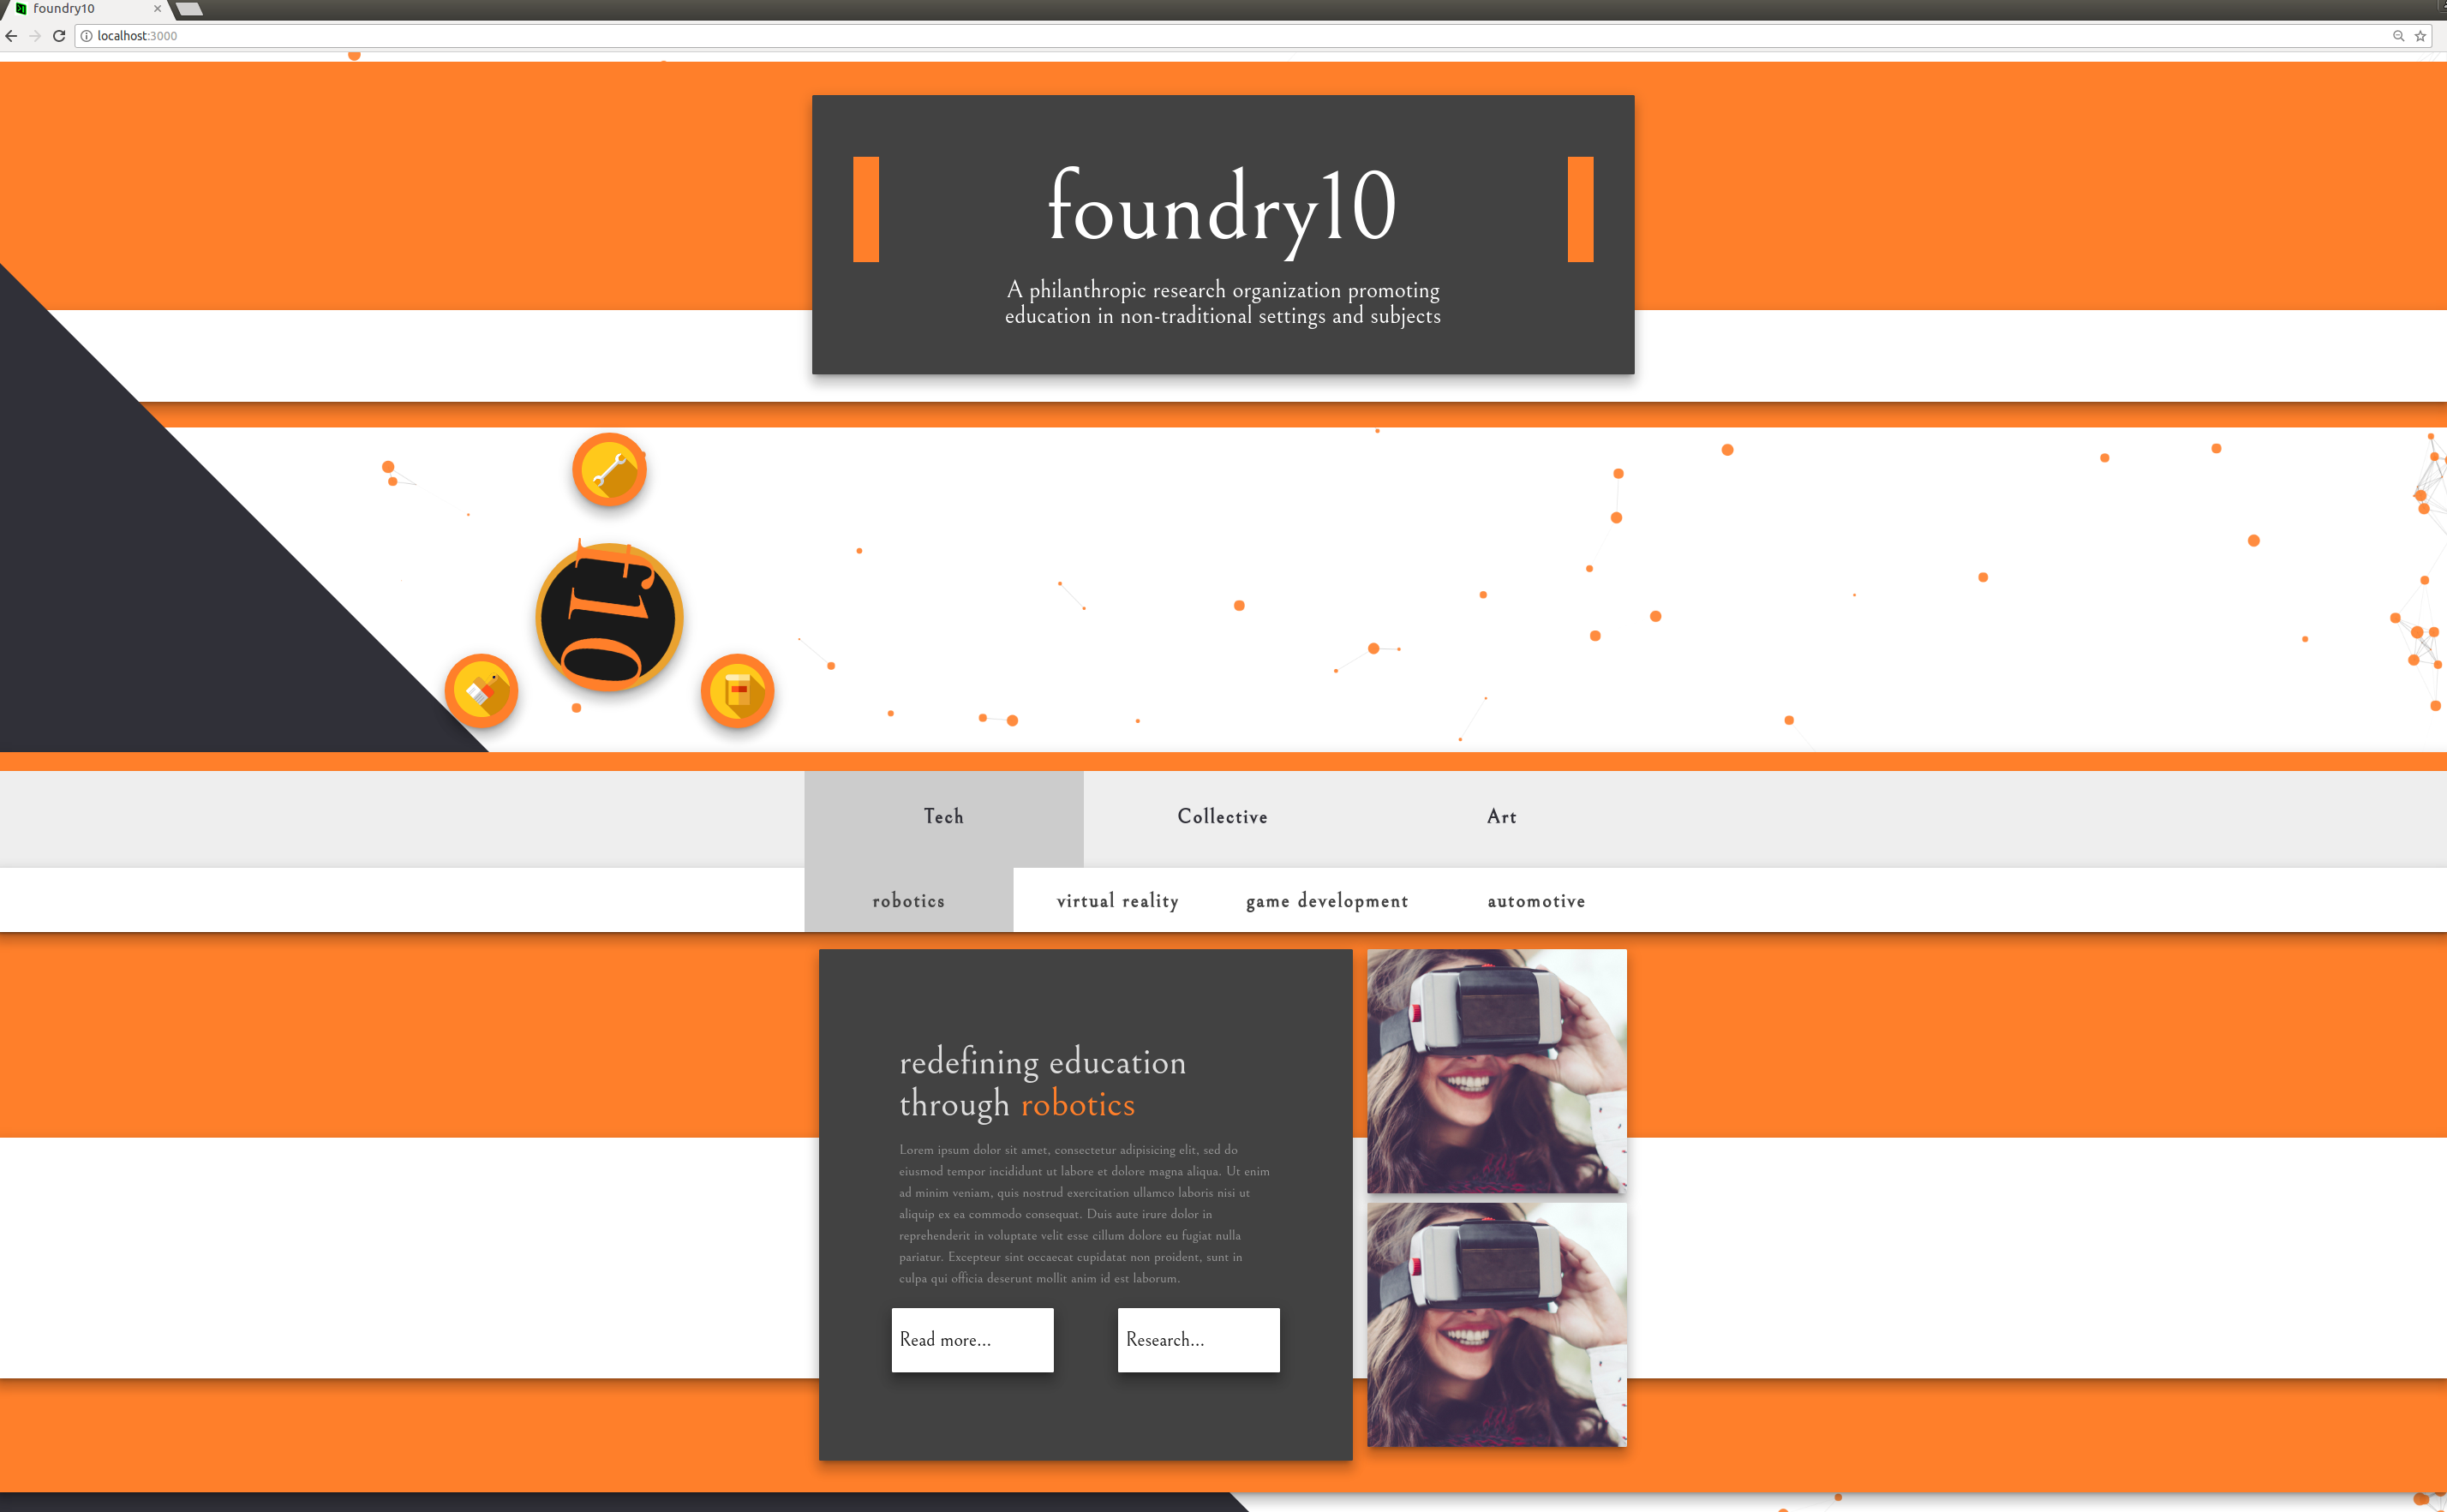 foundry10
localhost:3000
foundry10
A philanthropic research organization promoting
education in non-traditional settings and subjects
f10
Tech Collective Art
robotics virtual reality game development automotive
redefining education
through robotics
Lorem ipsum dolor sit amet, consectetur adipisicing elit, sed do
eiusmod tempor incididunt ut labore et dolore magna aliqua. Ut enim
ad minim veniam, quis nostrud exercitation ullamco laboris nisi ut
aliquip ex ea commodo consequat. Duis aute irure dolor in
reprehenderit in voluptate velit esse cillum dolore eu fugiat nulla
pariatur. Excepteur sint occaecat cupidatat non proident, sunt in
culpa qui officia deserunt mollit anim id est laborum.
Read more... Research...